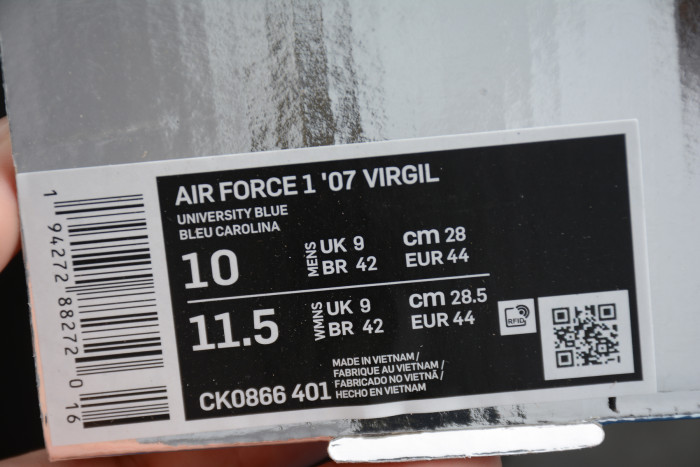 AIR FORCE 1 '07 VIRGIL
UNIVERSITY BLUE
BLEU CAROLINA
10 MENS UK 9 cm 28
BR 42 EUR 44
11.5 WMNS UK 9 cm 28.5
BR 42 EUR 44
RFID
CK0866 401
MADE IN VIETNAM /
FABRIQUE AU VIETNAM /
FABRICADO NO VIETNÃ /
HECHO EN VIETNAM
1 94272 88272 0 16